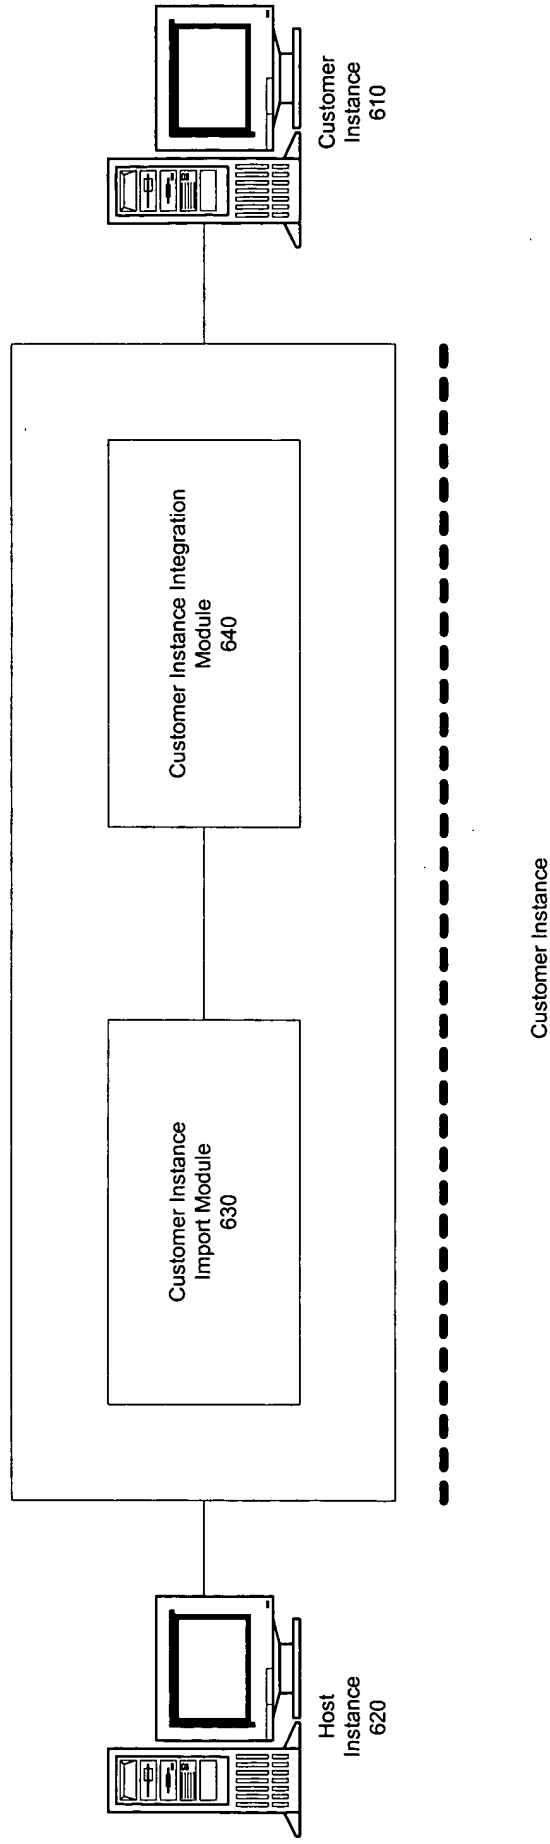 Host
Instance
620
Customer Instance
Import Module
630
Customer Instance Integration
Module
640
Customer
Instance
610
Customer Instance